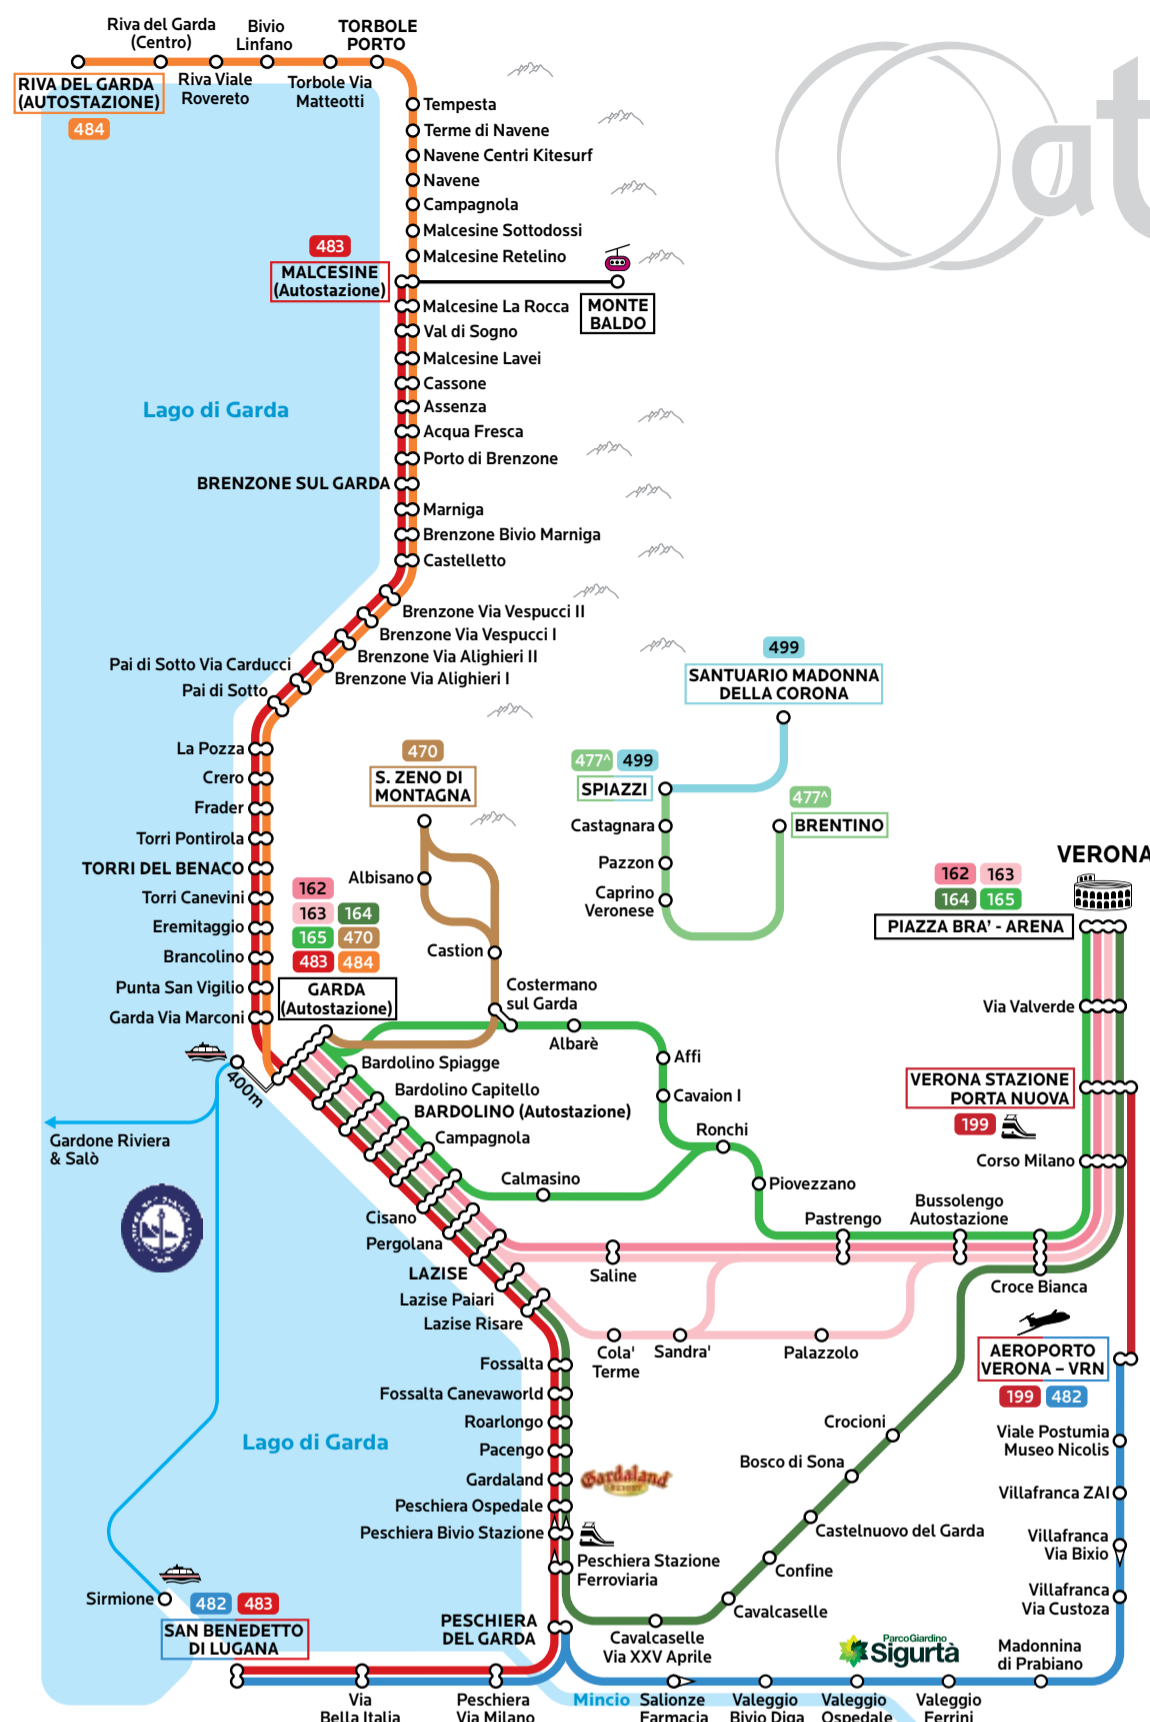 Riva del Garda
(Centro)
Bivio
Linfano
TORBOLE
PORTO
RIVA DEL GARDA
(AUTOSTAZIONE)
484
Riva Viale
Rovereto
Torbole Via
Matteotti
at
Tempesta
Terme di Navene
Navene Centri Kitesurf
Navene
Campagnola
Malcesine Sottodossi
Malcesine Retelino
483
MALCESINE
(Autostazione)
MONTE
BALDO
Malcesine La Rocca
Val di Sogno
Malcesine Lavei
Cassone
Assenza
Lago di Garda
Acqua Fresca
Porto di Brenzone
BRENZONE SUL GARDA
Marniga
Brenzone Bivio Marniga
Castelletto
Brenzone Via Vespucci II
Brenzone Via Vespucci I
Brenzone Via Alighieri II
Brenzone Via Alighieri I
Pai di Sotto Via Carducci
Pai di Sotto
499
SANTUARIO MADONNA
DELLA CORONA
La Pozza
Crero
Frader
Torri Pontirola
TORRI DEL BENACO
Torri Canevini
Eremitaggio
Brancolino
Punta San Vigilio
Garda Via Marconi
470
S. ZENO DI
MONTAGNA
Albisano
Castion
Costermano
sul Garda
477^ 499
SPIAZZI
Castagnara
Pazzon
Caprino
Veronese
477^
BRENTINO
162
163 164
165 470
483 484
GARDA
(Autostazione)
VERONA
162 163
164 165
PIAZZA BRA' - ARENA
Via Valverde
VERONA STAZIONE
PORTA NUOVA
199
Corso Milano
400m
Gardone Riviera
& Salò
Albarè
Affi
Cavaion I
Ronchi
Calmasino
Piovezzano
Pastrengo
Bussolengo
Autostazione
Bardolino Spiagge
Bardolino Capitello
BARDOLINO (Autostazione)
Campagnola
Cisano
Pergolana
LAZISE
Lazise Paiari
Lazise Risare
Saline
Croce Bianca
Cola'
Terme
Sandra'
Palazzolo
AEROPORTO
VERONA – VRN
199 482
Fossalta
Fossalta Canevaworld
Roarlongo
Pacengo
Gardaland
Gardaland
RESORT
Peschiera Ospedale
Peschiera Bivio Stazione
Peschiera Stazione
Ferroviaria
Lago di Garda
Crocioni
Bosco di Sona
Castelnuovo del Garda
Confine
Cavalcaselle
Cavalcaselle
Via XXV Aprile
Viale Postumia
Museo Nicolis
Villafranca ZAI
Villafranca
Via Bixio
Villafranca
Via Custoza
Madonnina
di Prabiano
Sirmione
482 483
SAN BENEDETTO
DI LUGANA
PESCHIERA
DEL GARDA
ParcoGiardino
Sigurtà
Via
Bella Italia
Peschiera
Via Milano
Mincio
Salionze
Farmacia
Valeggio
Bivio Diga
Valeggio
Ospedale
Valeggio
Ferrini